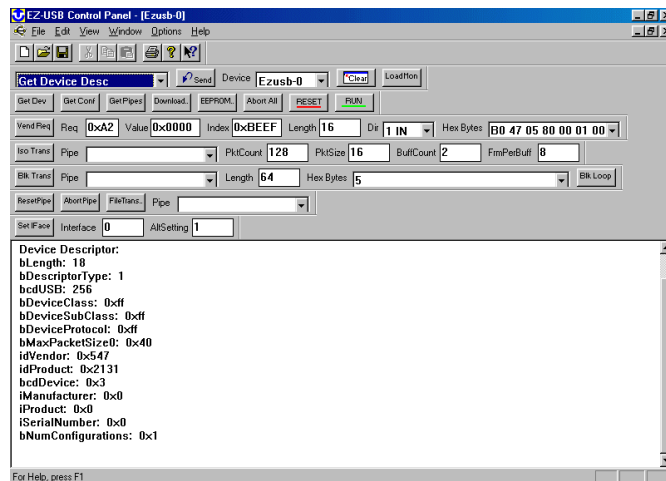 EZ-USB Control Panel - [Ezusb-0]
File Edit View Window Options Help
Get Device Desc Send Device Ezusb-0 Clear LoadMon
Get Dev Get Conf GetPipes Download.. EEPROM.. Abort All RESET RUN
Vend Req Req 0xA2 Value 0x0000 Index 0xBEEF Length 16 Dir 1 IN Hex Bytes B0 47 05 80 00 01 00
Iso Trans Pipe PktCount 128 PktSize 16 BuffCount 2 FrmPerBuff 8
Blk Trans Pipe Length 64 Hex Bytes 5 Blk Loop
ResetPipe AbortPipe FileTrans.. Pipe
Set IFace Interface 0 AltSetting 1
Device Descriptor:
bLength: 18
bDescriptorType: 1
bcdUSB: 256
bDeviceClass: 0xff
bDeviceSubClass: 0xff
bDeviceProtocol: 0xff
bMaxPacketSize0: 0x40
idVendor: 0x547
idProduct: 0x2131
bcdDevice: 0x3
iManufacturer: 0x0
iProduct: 0x0
iSerialNumber: 0x0
bNumConfigurations: 0x1
For Help, press F1